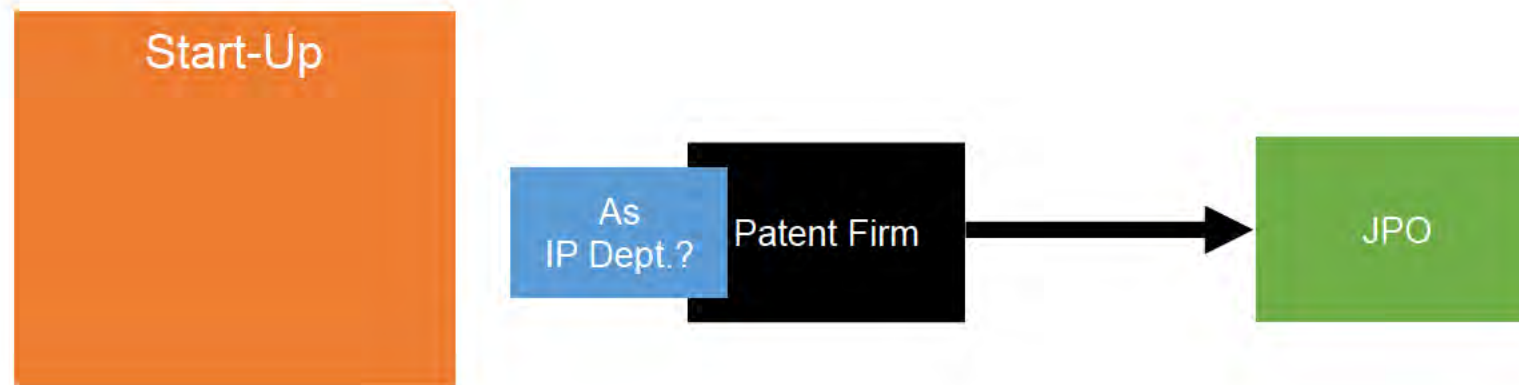 Start-Up
As
IP Dept.?
Patent Firm
JPO